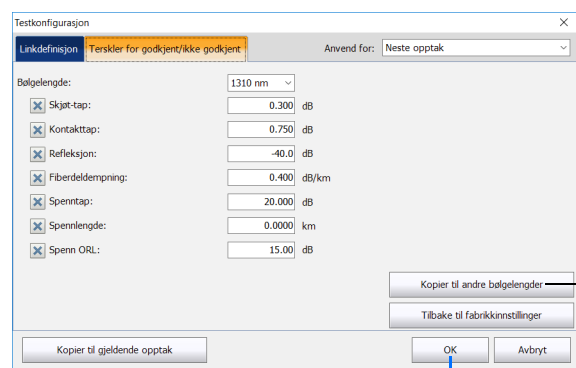 Testkonfigurasjon
Linkdefinisjon Terskler for godkjent/ikke godkjent Anvend for: Neste opptak
Bølgelengde: 1310 nm
Skjøt-tap: 0.300 dB
Kontakttap: 0.750 dB
Refleksjon: -40.0 dB
Fiberdeldempning: 0.400 dB/km
Spenntap: 20.000 dB
Spennlengde: 0.0000 km
Spenn ORL: 15.00 dB
Kopier til andre bølgelengder
Tilbake til fabrikkinnstillinger
Kopier til gjeldende opptak OK Avbryt